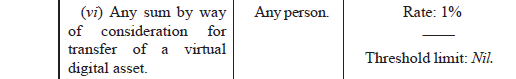 (vi) Any sum by way of consideration for transfer of a virtual digital asset.
Any person.
Rate: 1%
Threshold limit: Nil.